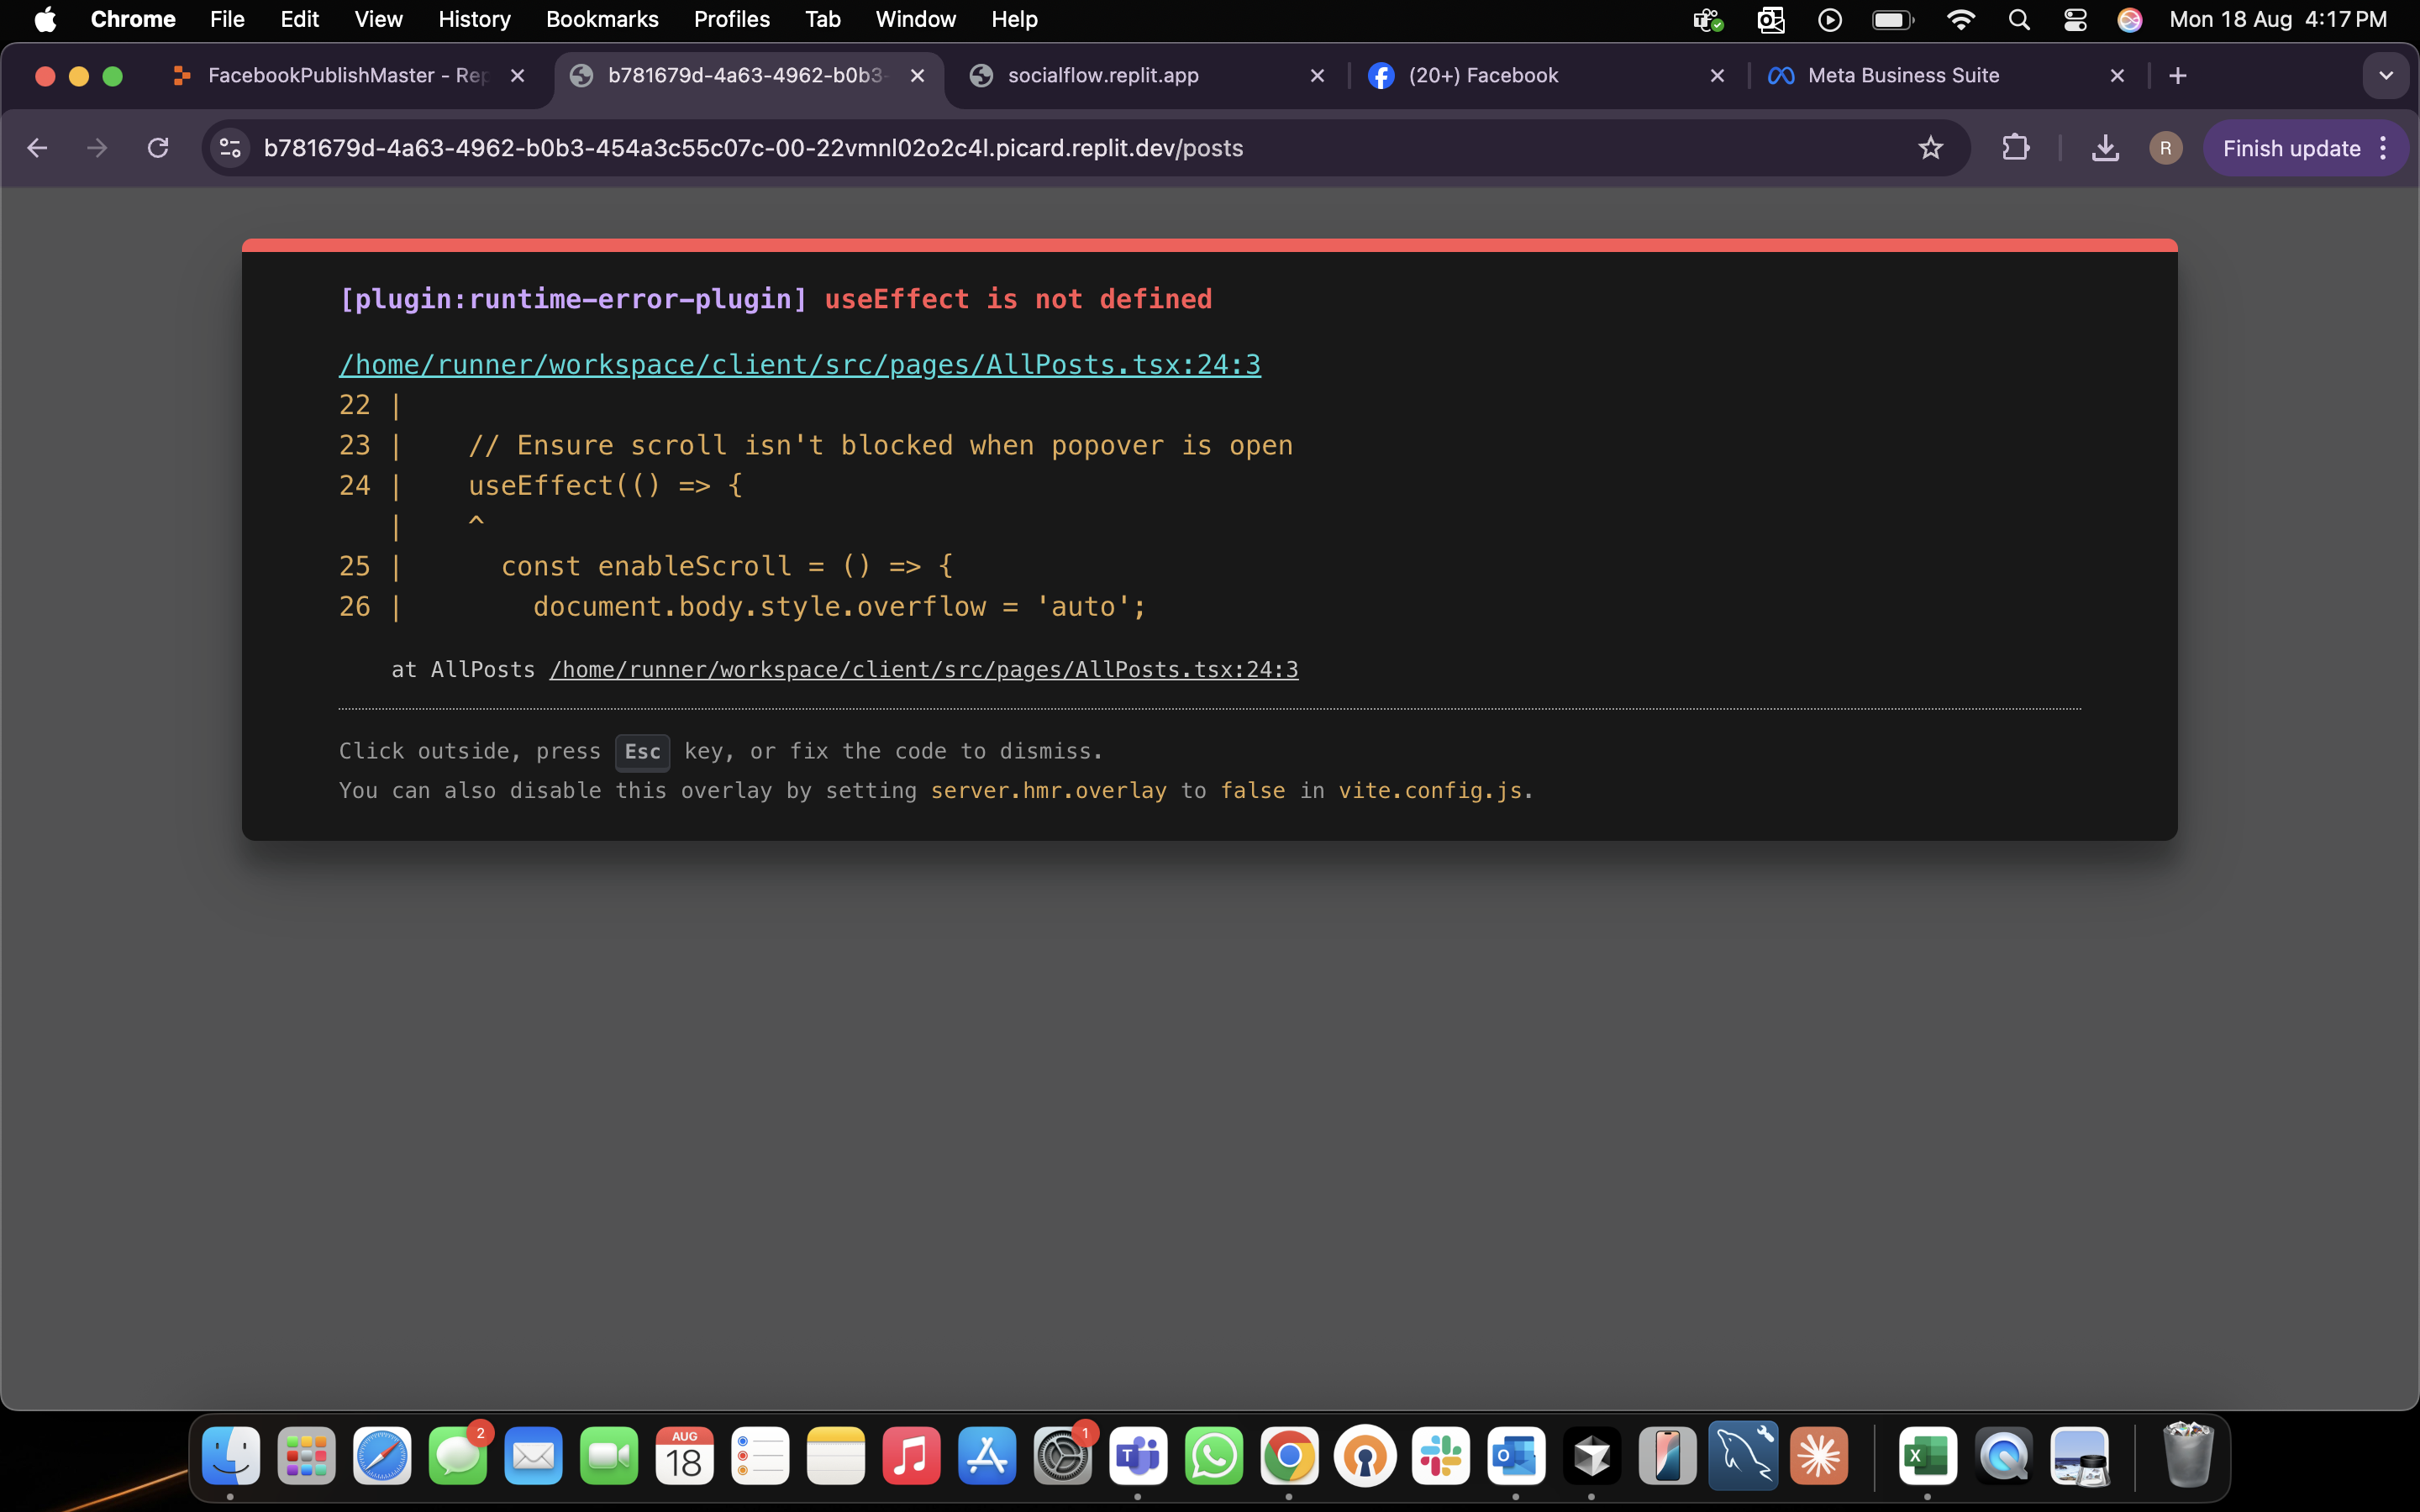 Chrome File Edit View History Bookmarks Profiles Tab Window Help Mon 18 Aug 4:17 PM
FacebookPublishMaster - Rep b781679d-4a63-4962-b0b3- socialflow.replit.app (20+) Facebook Meta Business Suite
b781679d-4a63-4962-b0b3-454a3c55c07c-00-22vmnl02o2c4l.picard.replit.dev/posts R Finish update
[plugin:runtime-error-plugin] useEffect is not defined
/home/runner/workspace/client/src/pages/AllPosts.tsx:24:3
22 |
23 | // Ensure scroll isn't blocked when popover is open
24 | useEffect(() => {
| ^
25 | const enableScroll = () => {
26 | document.body.style.overflow = 'auto';
at AllPosts /home/runner/workspace/client/src/pages/AllPosts.tsx:24:3
Click outside, press Esc key, or fix the code to dismiss.
You can also disable this overlay by setting server.hmr.overlay to false in vite.config.js.
2 AUG 18 1